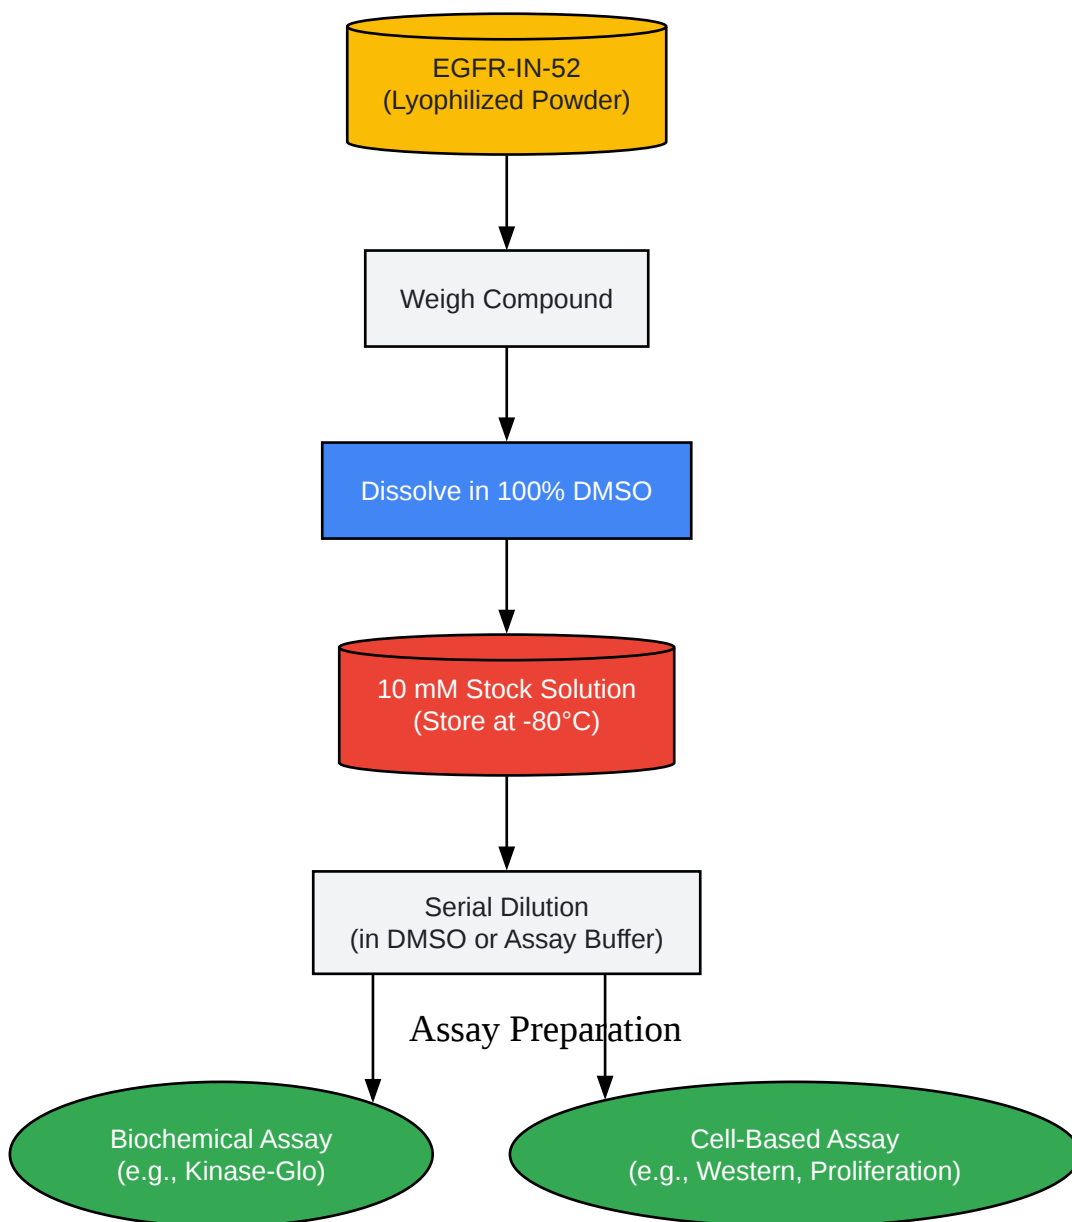 EGFR-IN-52
(Lyophilized Powder)
Weigh Compound
Dissolve in 100% DMSO
10 mM Stock Solution
(Store at -80°C)
Serial Dilution
(in DMSO or Assay Buffer)
Assay Preparation
Biochemical Assay
(e.g., Kinase-Glo)
Cell-Based Assay
(e.g., Western, Proliferation)